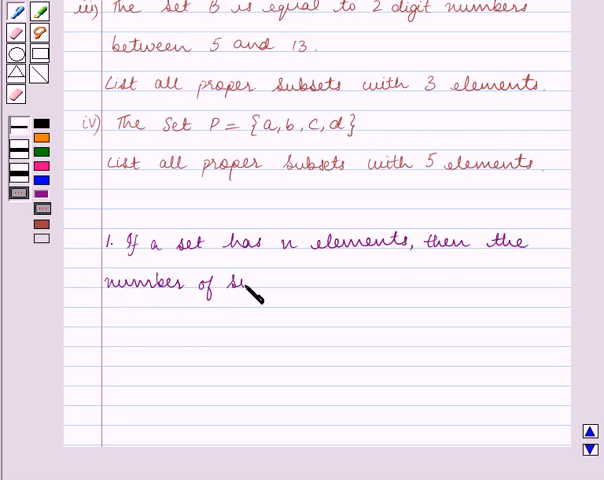 iii) The Set B is equal to 2 digit numbers
between 5 and 13.
List all proper subsets with 3 elements.
iv) The Set P = {a, b, c, d}
List all proper subsets with 5 elements.
1. If a set has n elements, then the
number of su